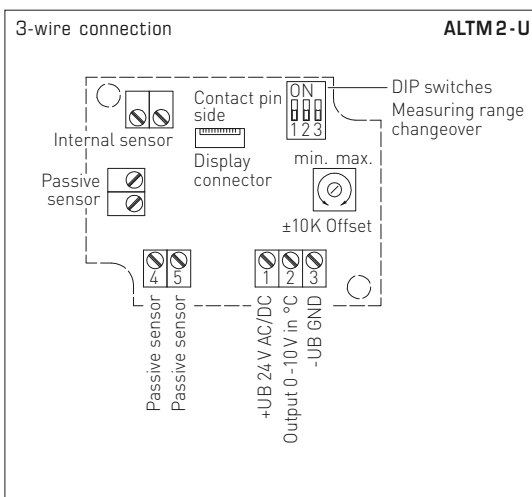 3-wire connection
ALTM 2 - U
ON
1 2 3
DIP switches
Measuring range
changeover
Contact pin
side
Internal sensor
Display
connector
min. max.
Passive
sensor
±10K Offset
4 5
1 2 3
Passive sensor
Passive sensor
+UB 24 V AC/DC
Output 0 -10 V in °C
-UB GND